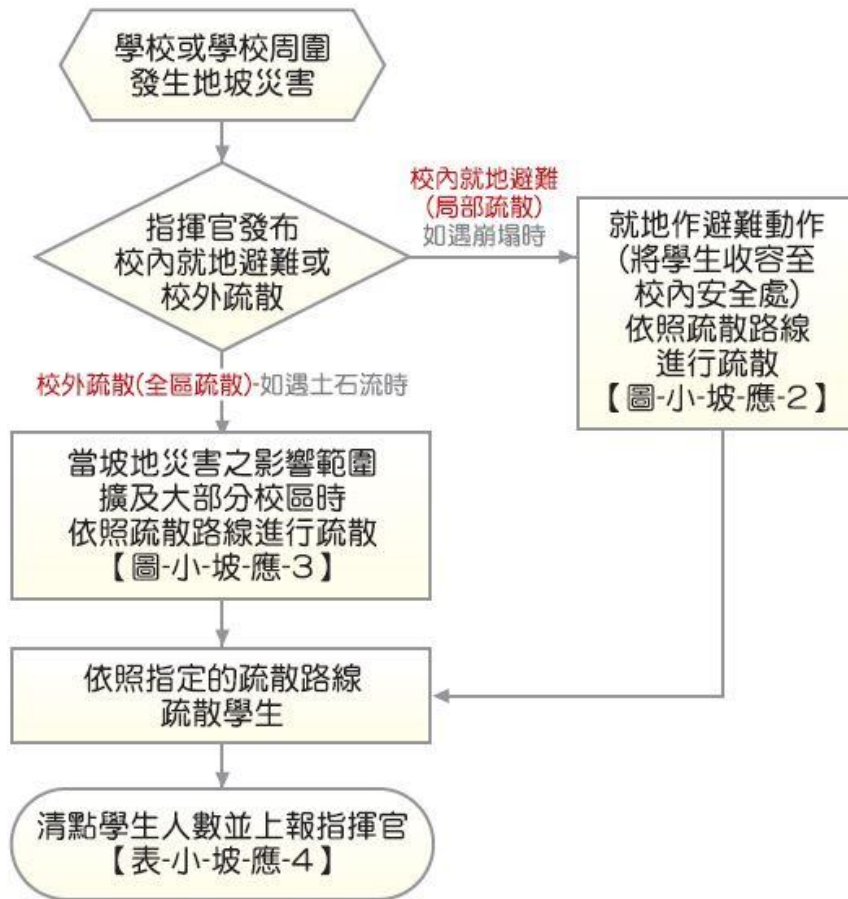 學校或學校周圍
發生地坡災害
指揮官發布
校內就地避難或
校外疏散
校內就地避難
(局部疏散)
如遇崩塌時
就地作避難動作
(將學生收容至
校內安全處)
依照疏散路線
進行疏散
【圖-小-坡-應-2】
校外疏散(全區疏散)-如遇土石流時
當坡地災害之影響範圍
擴及大部分校區時
依照疏散路線進行疏散
【圖-小-坡-應-3】
依照指定的疏散路線
疏散學生
清點學生人數並上報指揮官
【表-小-坡-應-4】